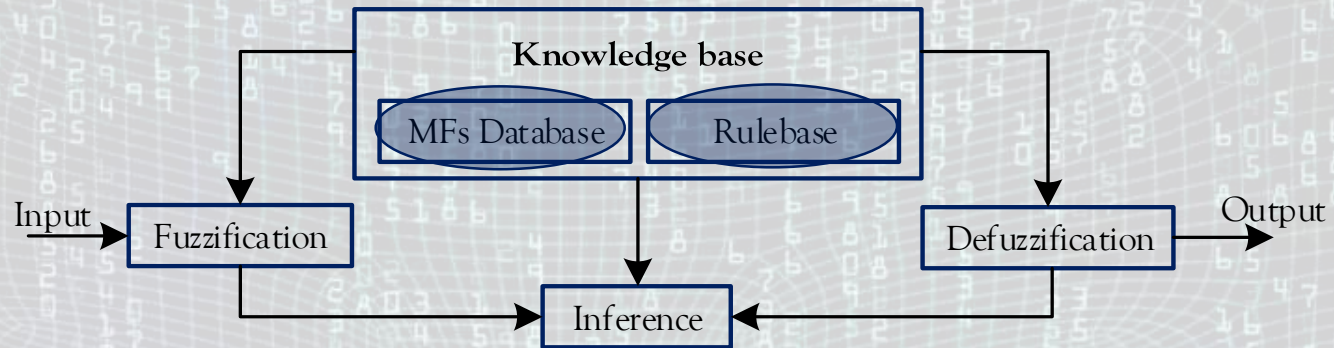 Knowledge base
MFs Database
Rulebase
Input
Fuzzification
Defuzzification
Output
Inference